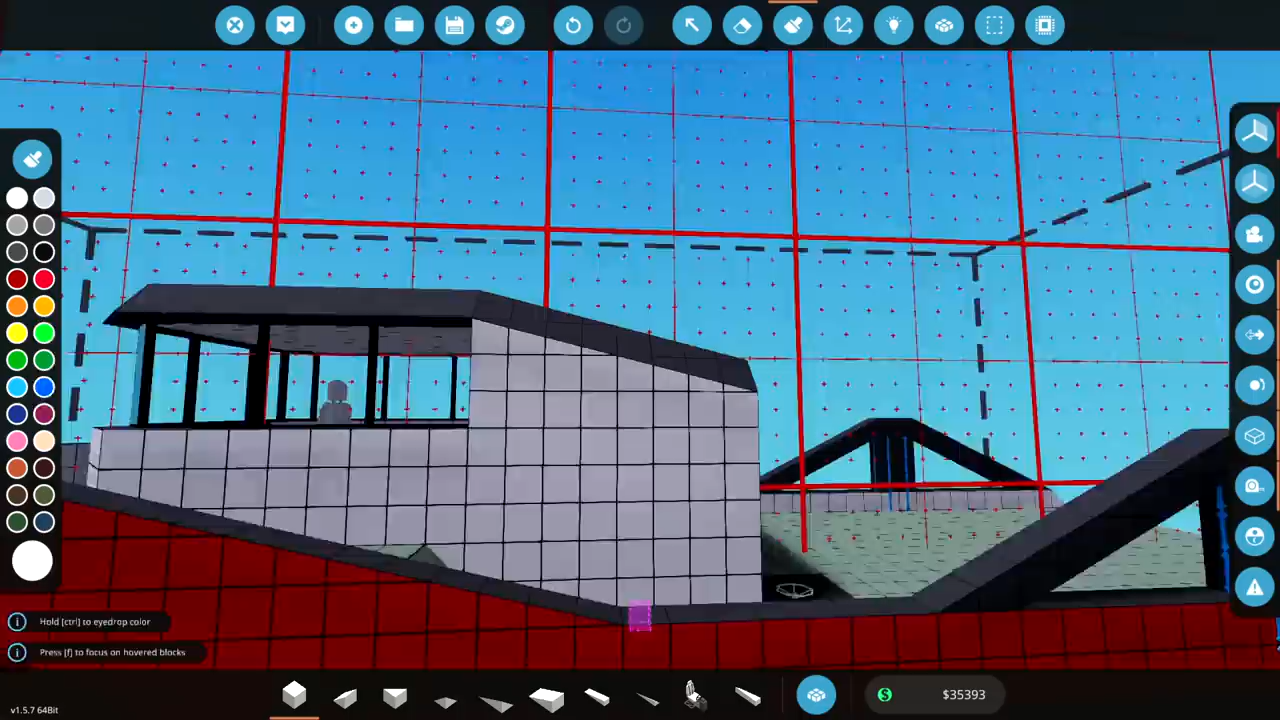 Hold [ctrl] to eyedrop color
Press [f] to focus on hovered blocks
v1.5.7 64Bit
$ $35393